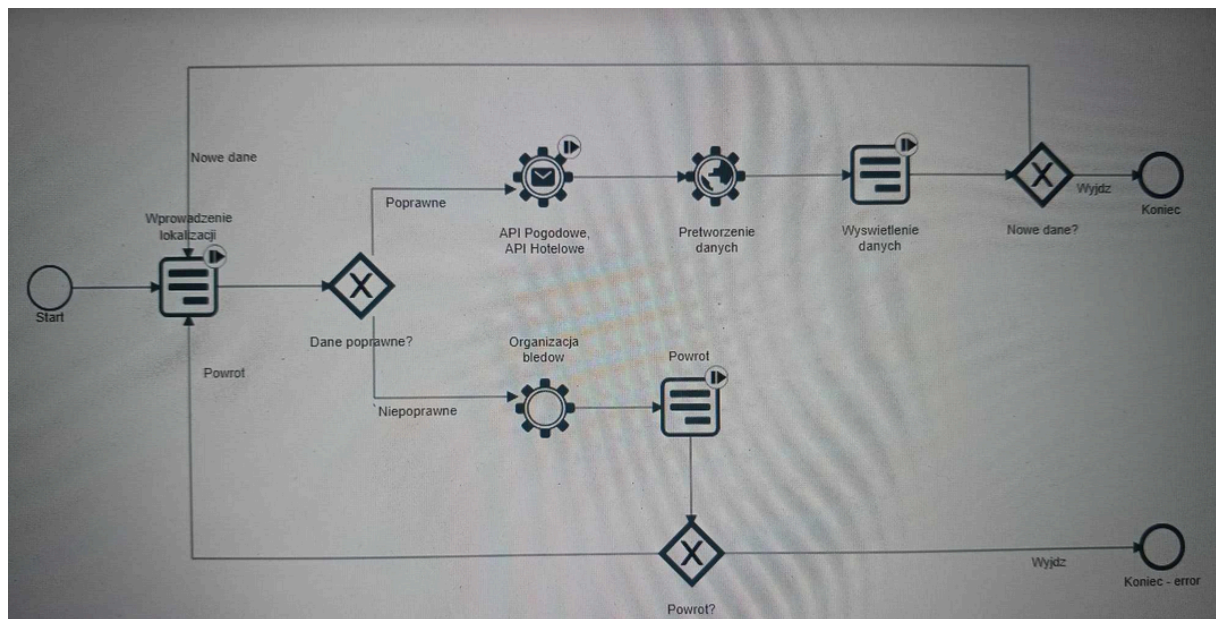 Nowe dane
Wprowadzenie
lokalizacji
Start
Dane poprawne?
Poprawne
API Pogodowe,
API Hotelowe
Pretworzenie
danych
Wyswietlenie
danych
Nowe dane?
Wyjdz
Koniec
Powrot
Niepoprawne
Organizacja
bledow
Powrot
Powrot?
Wyjdz
Koniec - error